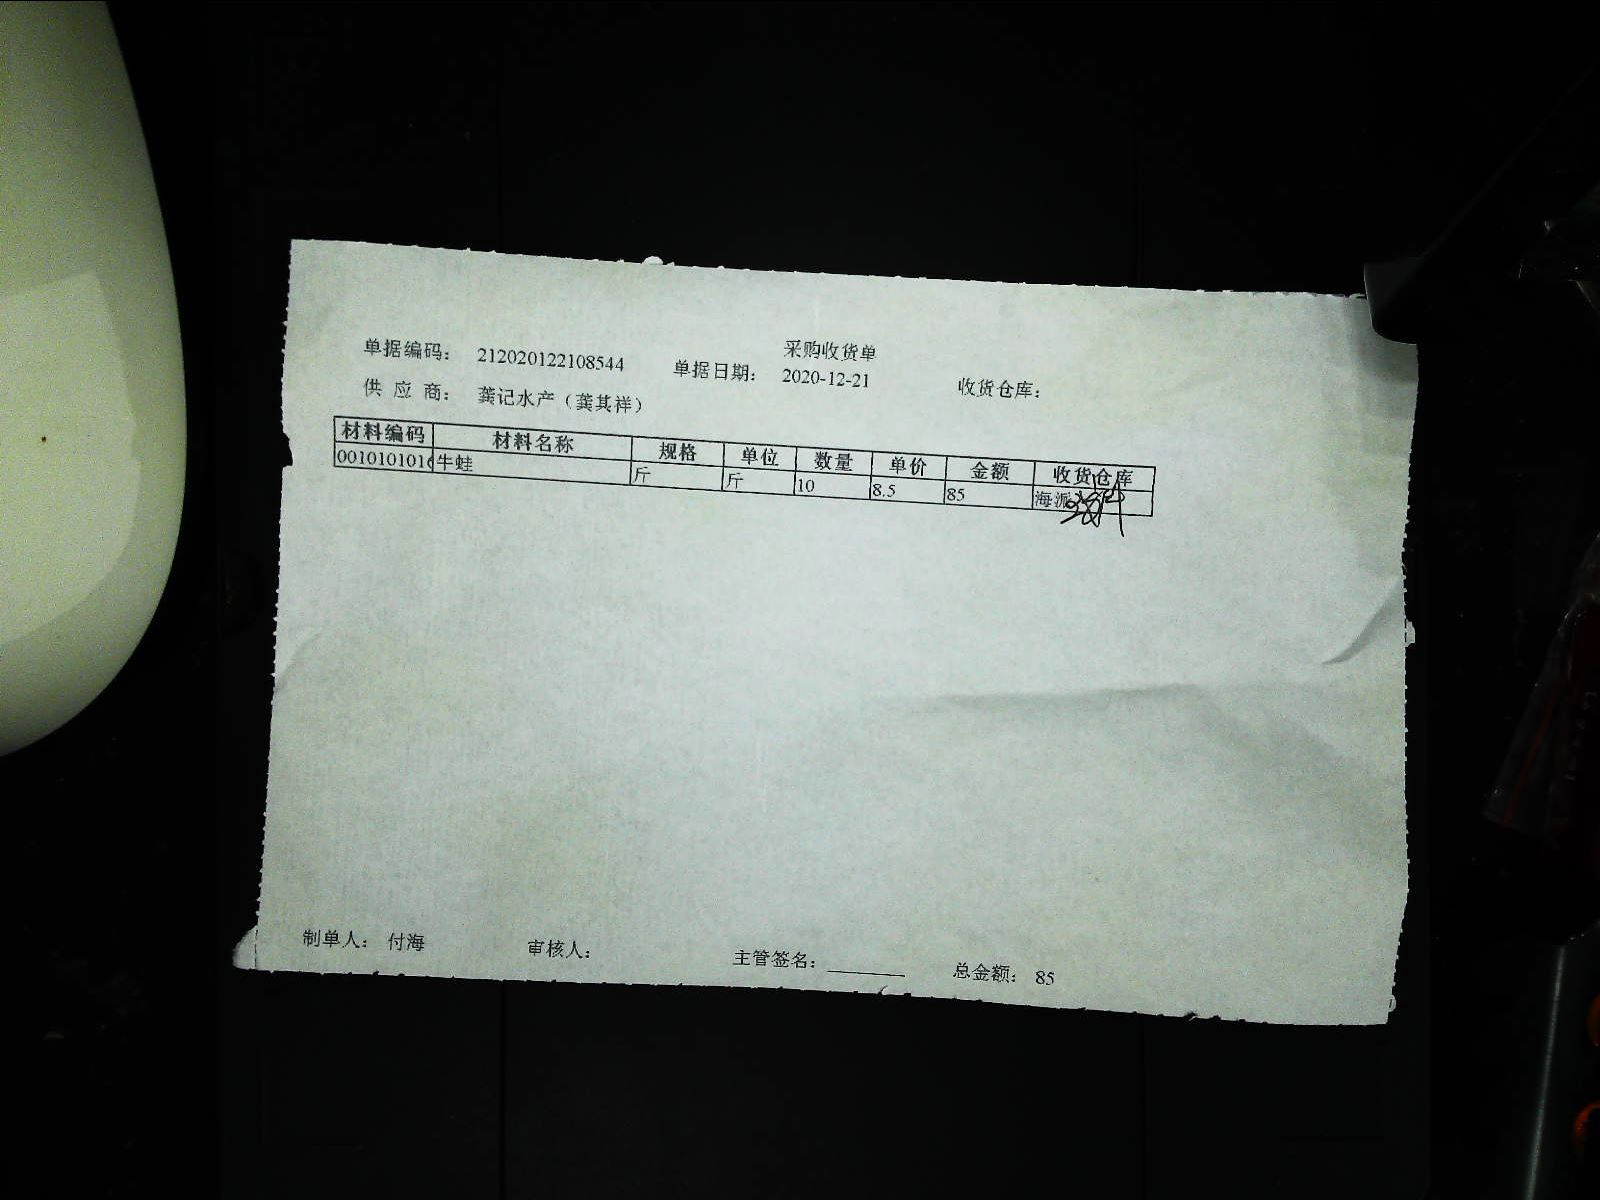 采购收货单
单据编码： 212020122108544 单据日期： 2020-12-21 收货仓库：
供 应 商： 龚记水产（龚其祥）
材料编码 材料名称 规格 单位 数量 单价 金额 收货仓库
0010101016 牛蛙 斤 斤 10 8.5 85 海派
制单人： 付海 审核人： 主管签名： 总金额： 85